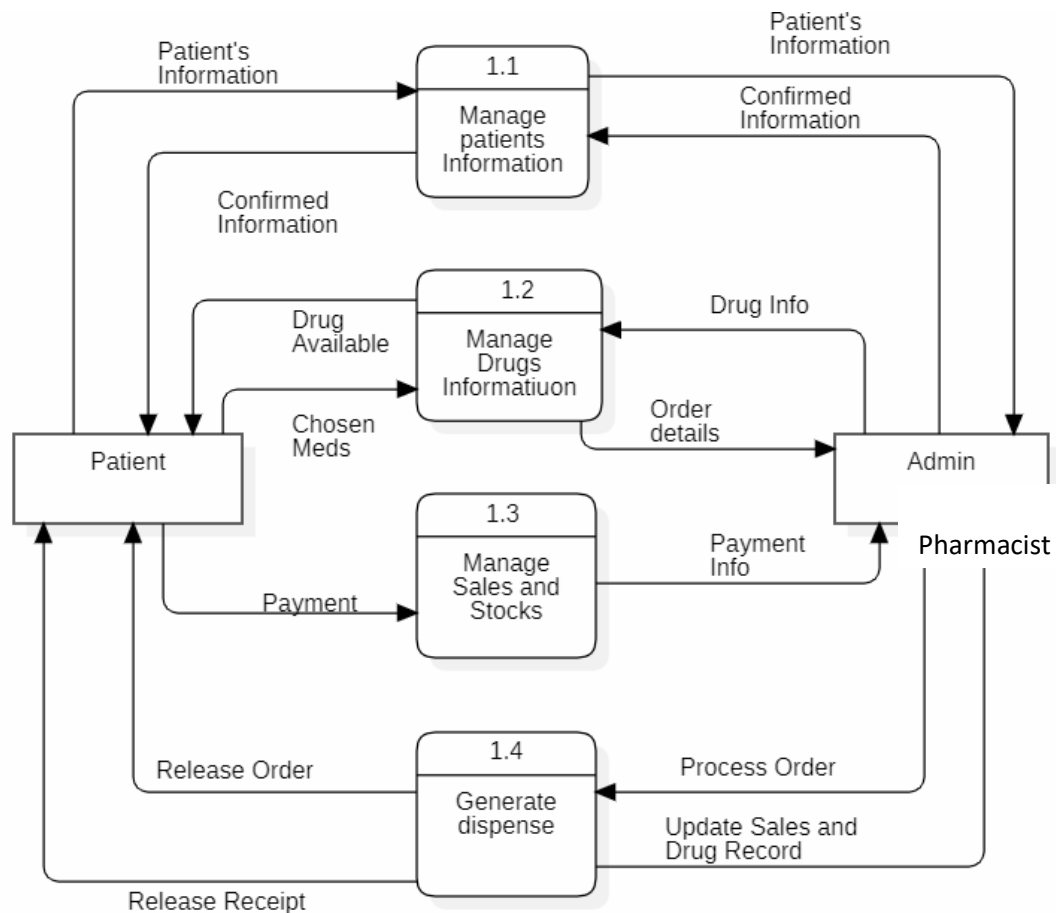 Patient's
Information
1.1
Manage
patients
Information
Patient's
Information
Confirmed
Information
Confirmed
Information
1.2
Manage
Drugs
Informatiuon
Drug
Available
Drug Info
Chosen
Meds
Order
details
Patient
Admin
Pharmacist
1.3
Manage
Sales and
Stocks
Payment
Payment
Info
1.4
Generate
dispense
Release Order
Process Order
Update Sales and
Drug Record
Release Receipt